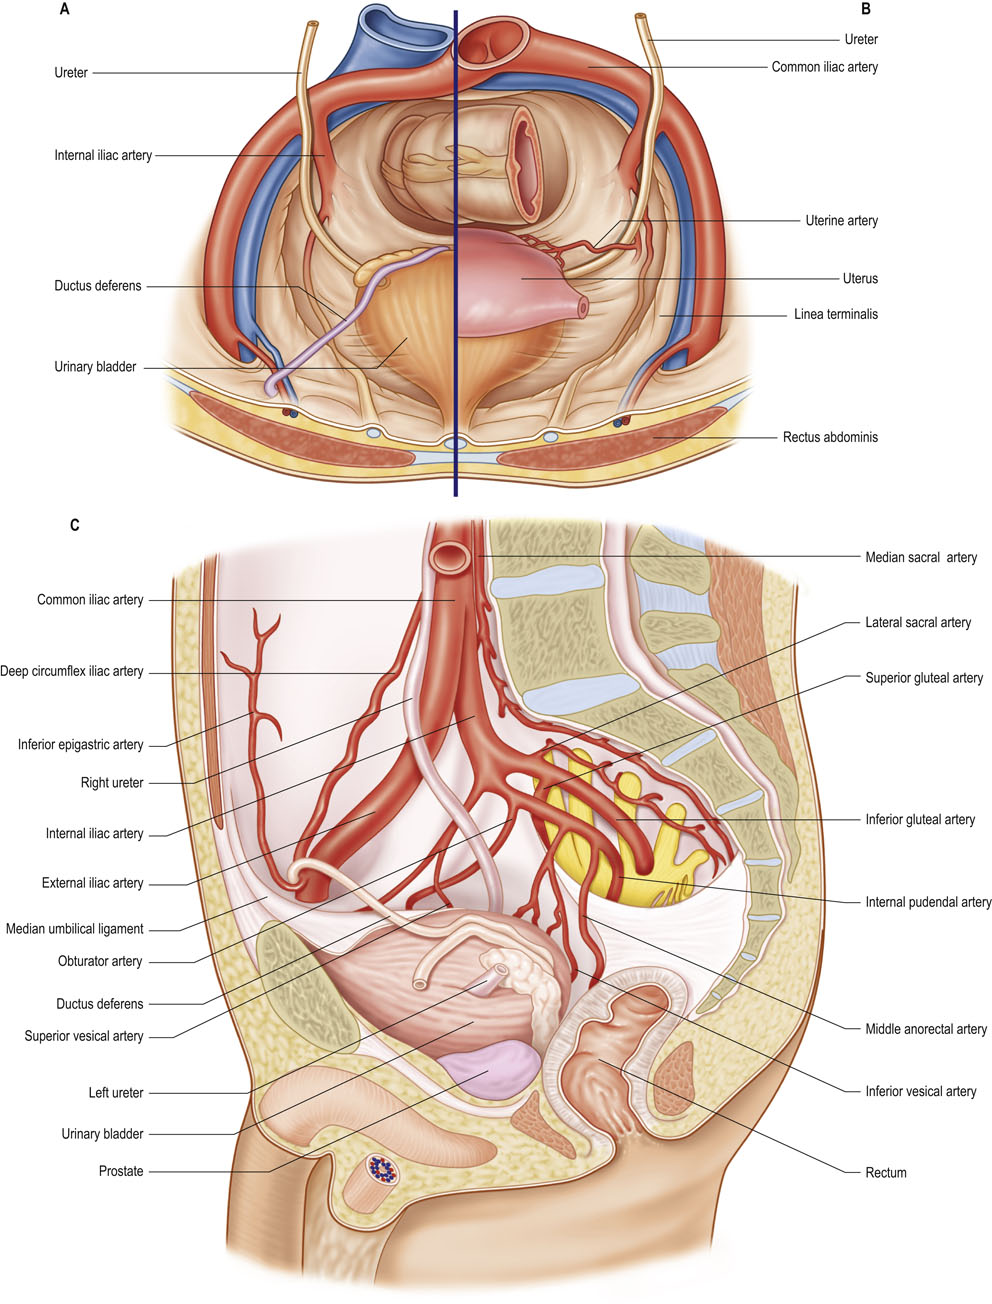 A
B
Ureter
Ureter
Common iliac artery
Internal iliac artery
Uterine artery
Ductus deferens
Uterus
Linea terminalis
Urinary bladder
Rectus abdominis
C
Median sacral artery
Common iliac artery
Lateral sacral artery
Deep circumflex iliac artery
Superior gluteal artery
Inferior epigastric artery
Right ureter
Internal iliac artery
Inferior gluteal artery
External iliac artery
Internal pudendal artery
Median umbilical ligament
Obturator artery
Ductus deferens
Middle anorectal artery
Superior vesical artery
Left ureter
Inferior vesical artery
Urinary bladder
Prostate
Rectum